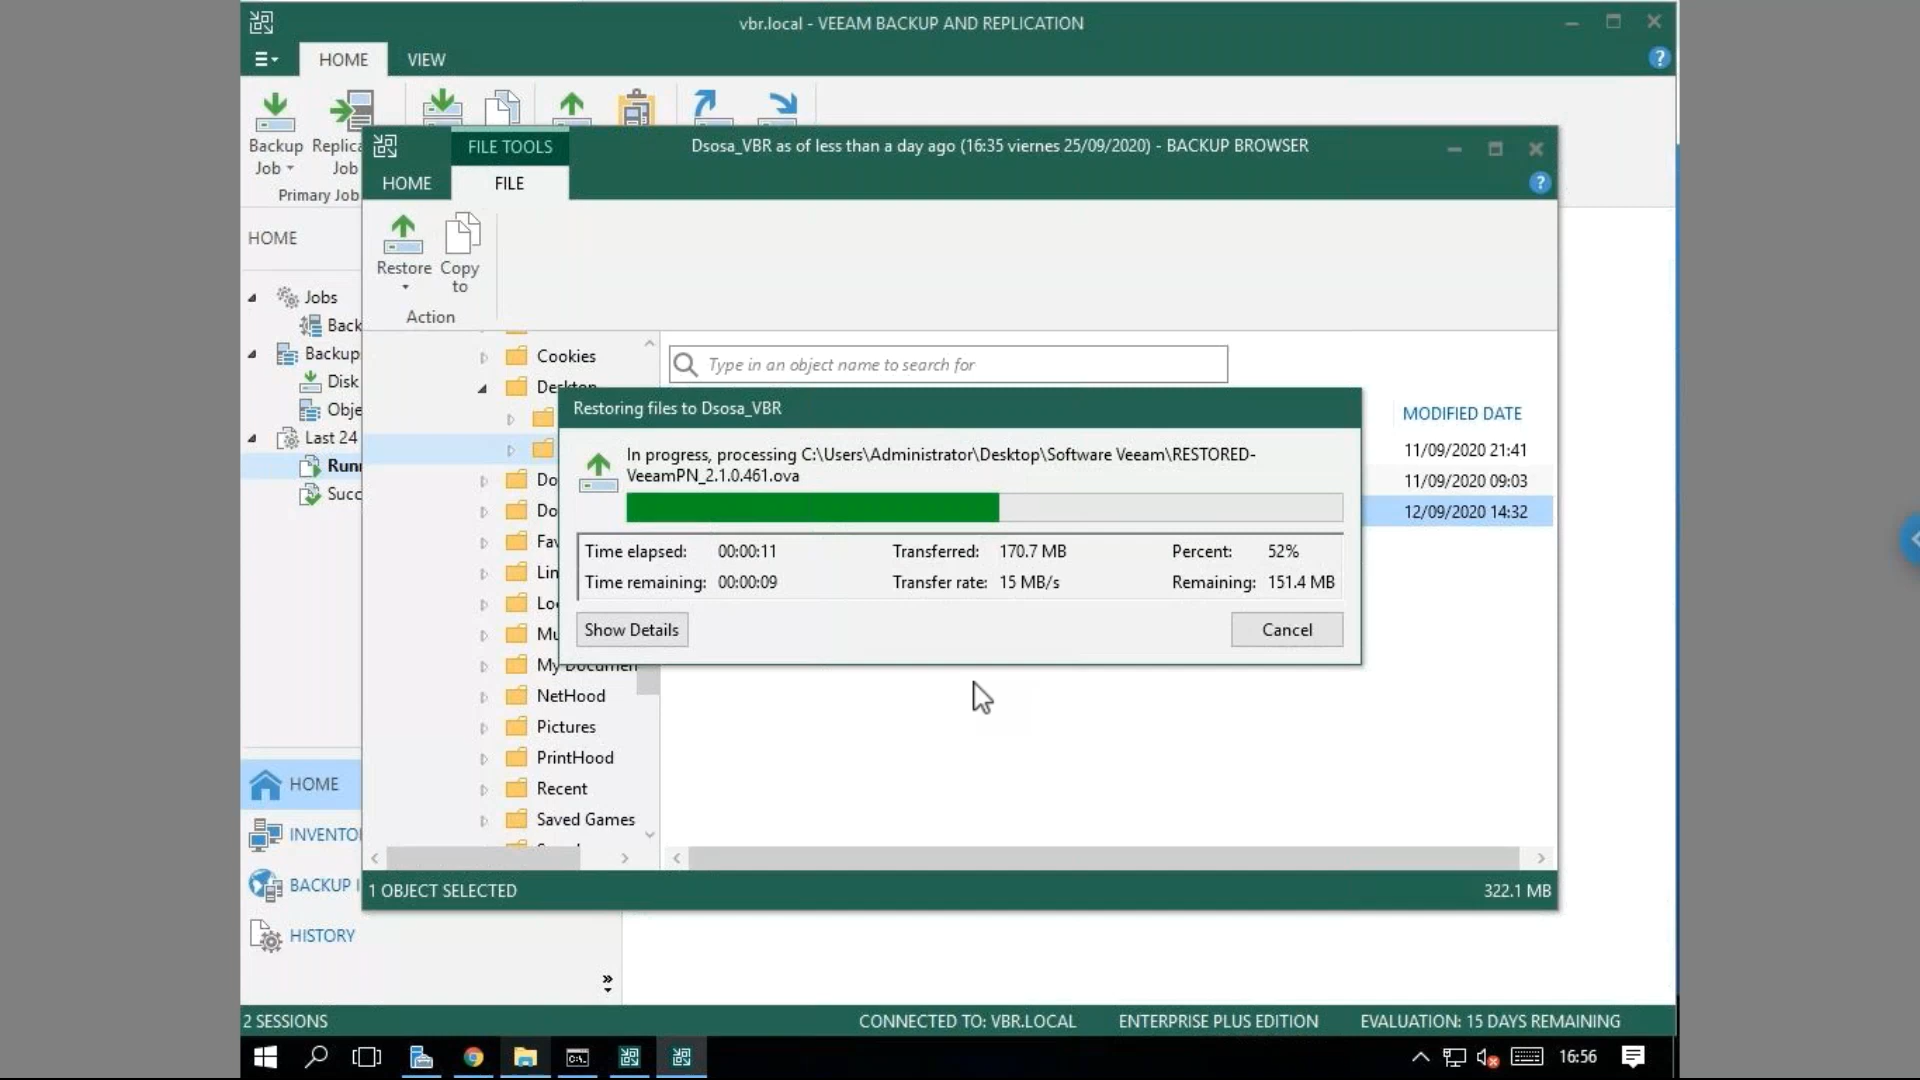 vbr.local - VEEAM BACKUP AND REPLICATION
HOME VIEW
Backup Job
Job
Primary Job
HOME
Jobs
Disk
Last 24
HOME
HISTORY
2 SESSIONS
CONNECTED TO: VBR.LOCAL
ENTERPRISE PLUS EDITION
EVALUATION: 15 DAYS REMAINING
16:56
FILE TOOLS
Dsosa_VBR as of less than a day ago (16:35 viernes 25/09/2020) - BACKUP BROWSER
HOME FILE
Restore
Copy to
Action
Cookies
Desktop
NetHood
Pictures
PrintHood
Recent
Saved Games
Type in an object name to search for
MODIFIED DATE
11/09/2020 21:41
11/09/2020 09:03
12/09/2020 14:32
1 OBJECT SELECTED
322.1 MB
Restoring files to Dsosa_VBR
In progress, processing C:\Users\Administrator\Desktop\Software Veeam\RESTORED-
VeeamPN_2.1.0.461.ova
Time elapsed: 00:00:11 Transferred: 170.7 MB Percent: 52%
Time remaining: 00:00:09 Transfer rate: 15 MB/s Remaining: 151.4 MB
Show Details
Cancel